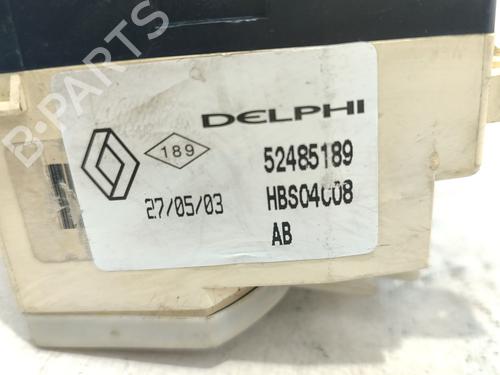 DELPHI
189
52485189
27/05/03
HBS04C08
AB
B-PARTS